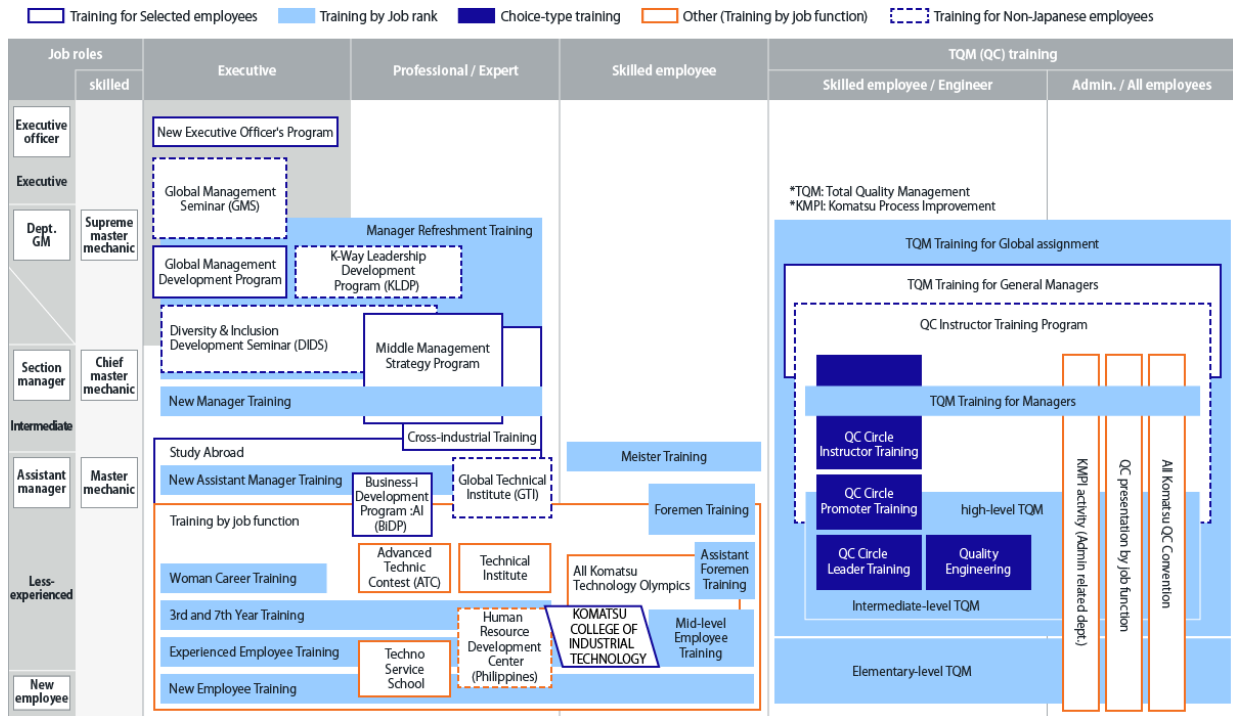 Training for Selected employees
Training by Job rank
Choice-type training
Other (Training by job function)
Training for Non-Japanese employees
Job roles
skilled
Executive
Professional / Expert
Skilled employee
TQM (QC) training
Skilled employee / Engineer
Admin. / All employees
Executive
officer
Executive
Dept.
GM
Section
manager
Intermediate
Assistant
manager
Less-
experienced
New
employee
Supreme
master
mechanic
Chief
master
mechanic
Master
mechanic
New Executive Officer's Program
Global Management
Seminar (GMS)
Manager Refreshment Training
Global Management
Development Program
K-Way Leadership
Development
Program (KLDP)
Diversity & Inclusion
Development Seminar (DIDS)
Middle Management
Strategy Program
New Manager Training
Cross-industrial Training
Study Abroad
New Assistant Manager Training
Business-i
Development
Program :AI
(BiDP)
Global Technical
Institute (GTI)
Training by job function
Advanced
Technic
Contest (ATC)
Technical
Institute
Woman Career Training
3rd and 7th Year Training
Experienced Employee Training
Techno
Service
School
Human
Resource
Development
Center
(Philippines)
New Employee Training
Meister Training
Foremen Training
All Komatsu
Technology Olympics
Assistant
Foremen
Training
KOMATSU
COLLEGE OF
INDUSTRIAL
TECHNOLOGY
Mid-level
Employee
Training
*TQM: Total Quality Management
*KMPI: Komatsu Process Improvement
TQM Training for Global assignment
TQM Training for General Managers
QC Instructor Training Program
TQM Training for Managers
QC Circle
Instructor Training
QC Circle
Promoter Training
high-level TQM
QC Circle
Leader Training
Quality
Engineering
Intermediate-level TQM
Elementary-level TQM
KMPI activity (Admin related dept.)
QC presentation by job function
All Komatsu QC Convention